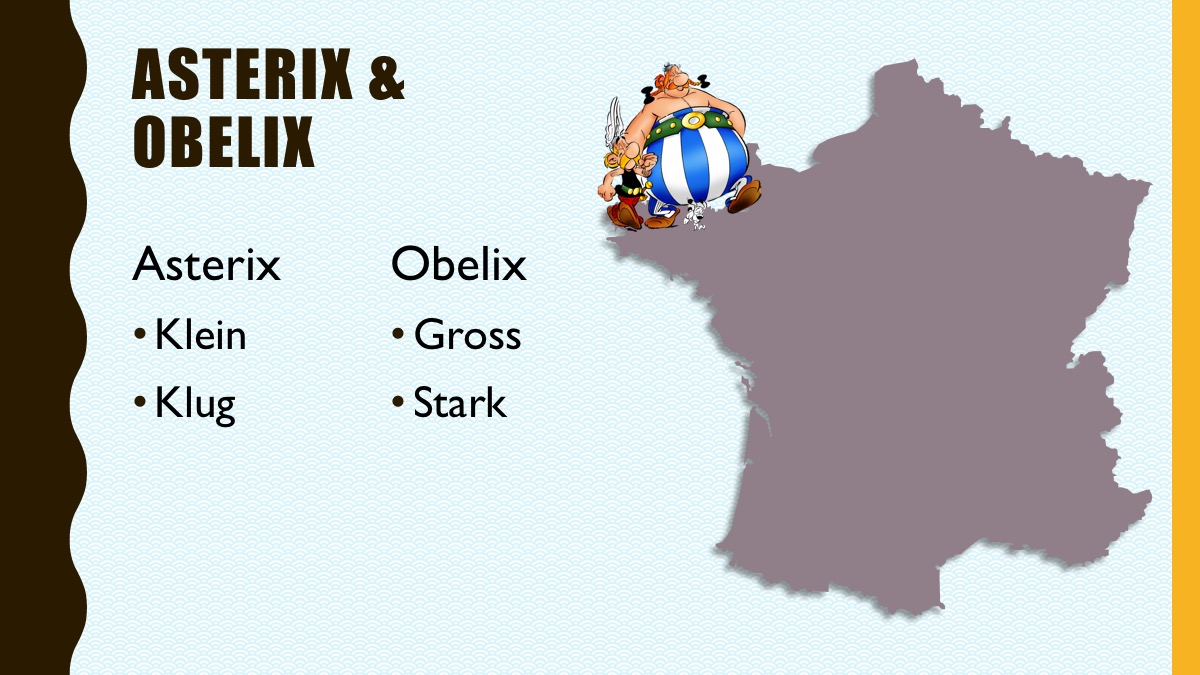 ASTERIX &
OBELIX
Asterix
• Klein
• Klug
Obelix
• Gross
• Stark